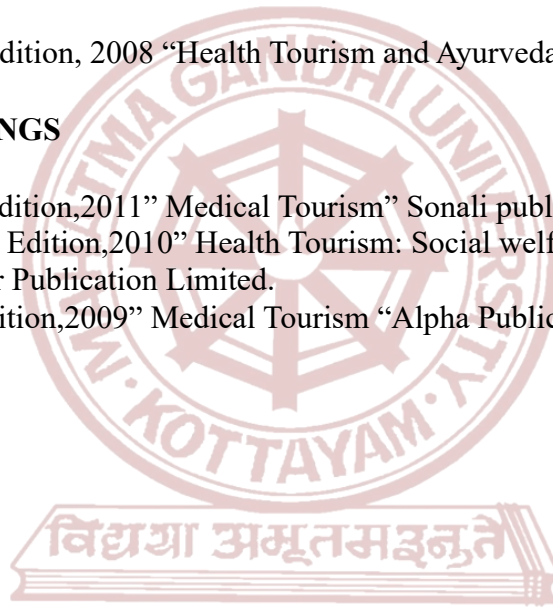 dition, 2008 “Health Tourism and Ayurveda
NGS
dition,2011” Medical Tourism” Sonali publ
Edition,2010” Health Tourism: Social welf
r Publication Limited.
ition,2009” Medical Tourism “Alpha Public
MAHATMA GANDHI UNIVERSITY
• KOTTAYAM •
विद्यया अमृतमश्नुते